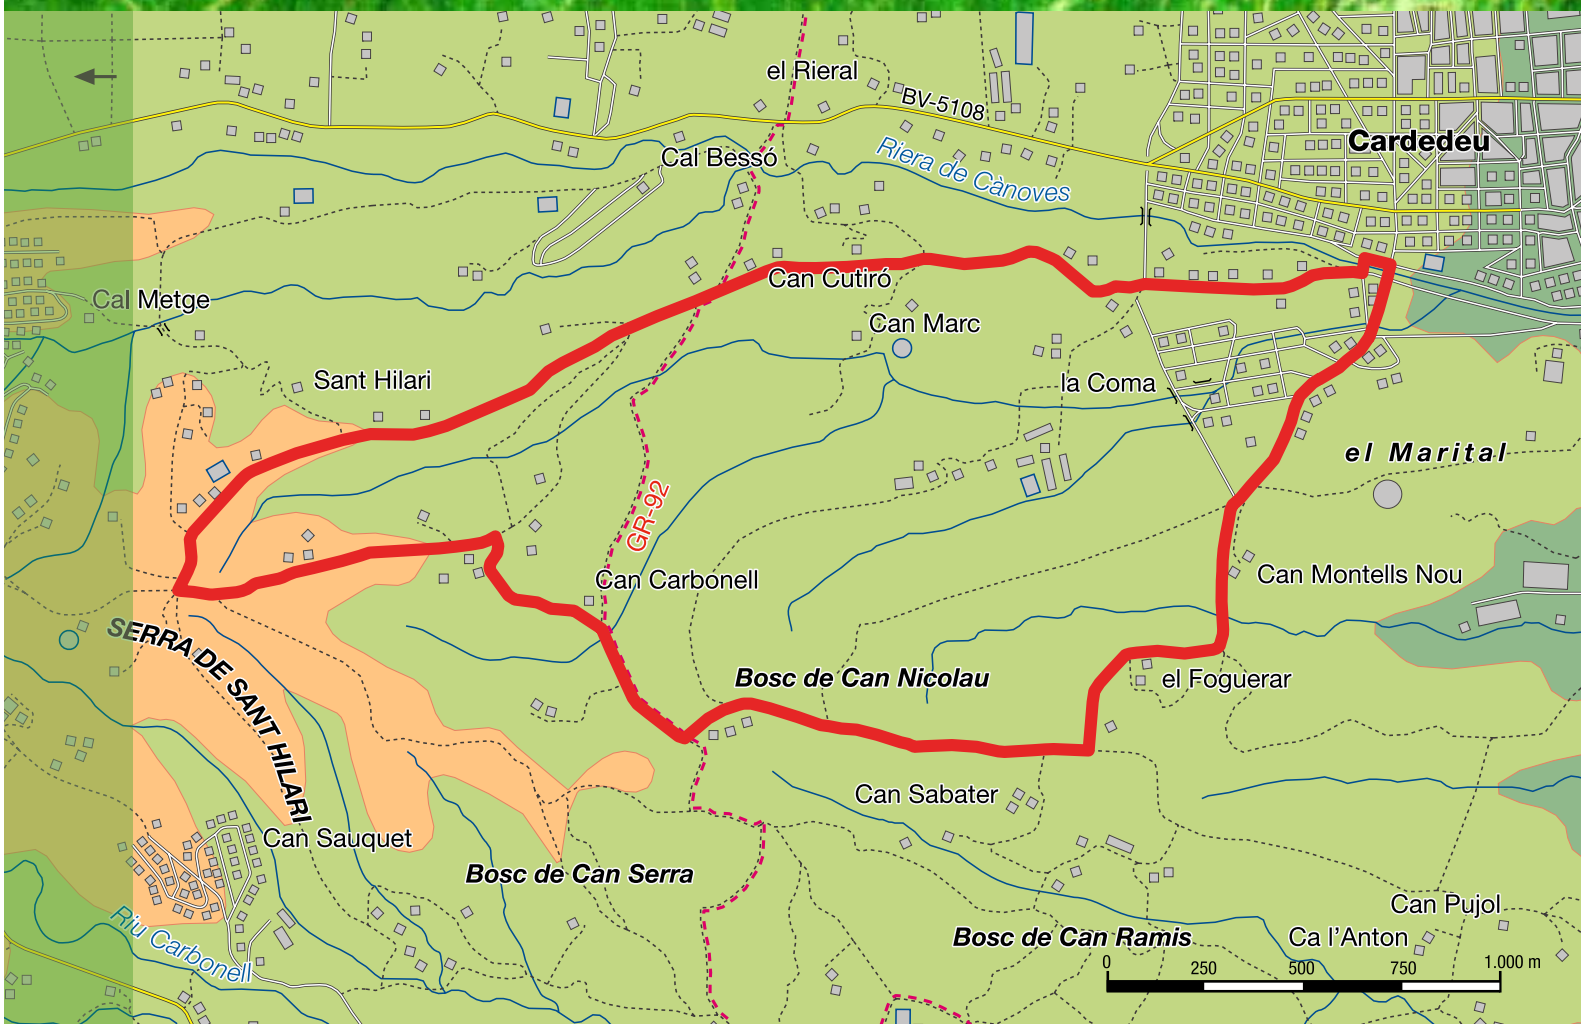 el Rieral
BV-5108
Cardedeu
Cal Bessó
Riera de Cànoves
Can Cutiró
Cal Metge
Can Marc
Sant Hilari
la Coma
el Marital
GR-92
Can Carbonell
Can Montells Nou
SERRA DE SANT HILARI
Bosc de Can Nicolau
el Foguerar
Can Sabater
Can Sauquet
Bosc de Can Serra
Can Pujol
Riu Carbonell
Bosc de Can Ramis
Ca l'Anton
0 250 500 750 1.000 m